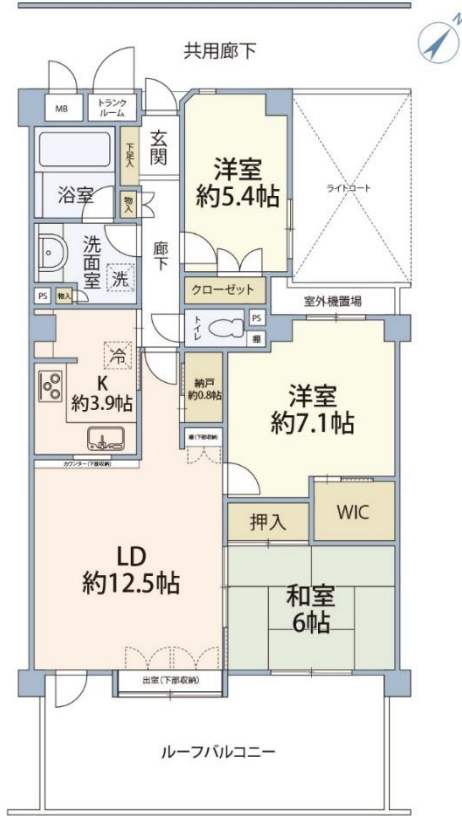 N
共用廊下
MB
トランク
ルーム
玄関
下足入
洋室
約5.4帖
ライトコート
浴室
物入
廊下
洗面室
洗
クローゼット
室外機置場
PS
物入
トイレ
PS
棚
冷
K
約3.9帖
納戸
約0.8帖
洋室
約7.1帖
棚(下部収納)
カウンター(下部収納)
押入
WIC
LD
約12.5帖
和室
6帖
出窓(下部収納)
ルーフバルコニー